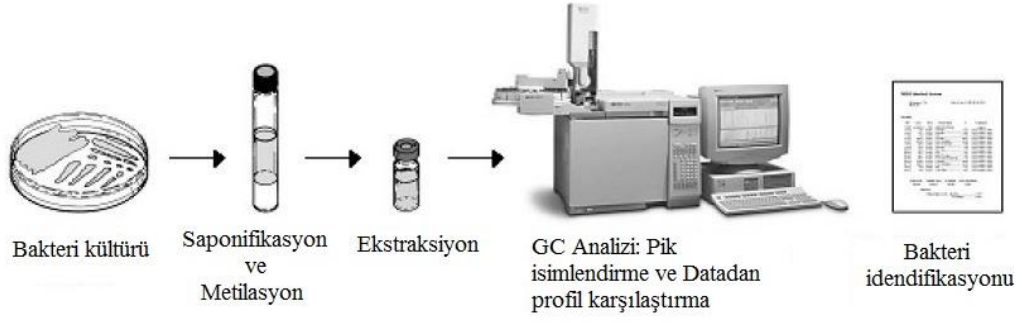 Bakteri kültürü
Saponifikasyon
ve
Metilasyon
Ekstraksiyon
GC Analizi: Pik
isimlendirme ve Datadan
profil karşılaştırma
Bakteri
idendifikasyonu